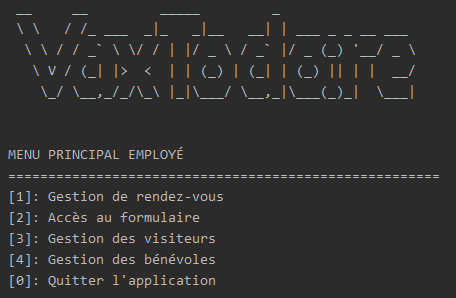 MENU PRINCIPAL EMPLOYÉ
======================================================
[1]: Gestion de rendez-vous
[2]: Accès au formulaire
[3]: Gestion des visiteurs
[4]: Gestion des bénévoles
[0]: Quitter l'application